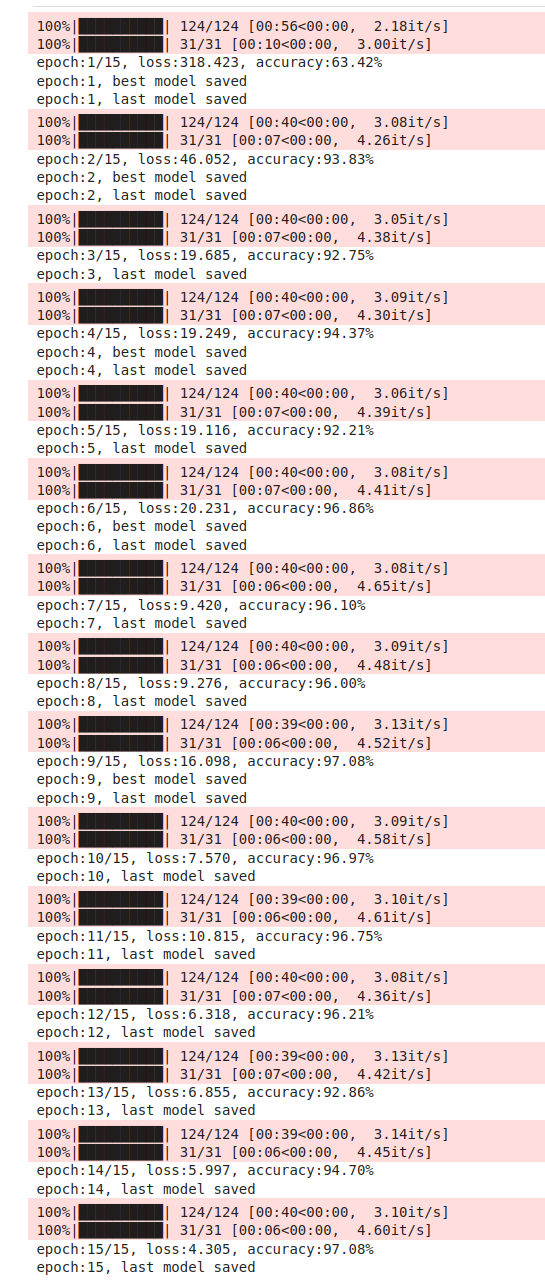 100%|██████████| 124/124 [00:56<00:00,  2.18it/s]
100%|██████████| 31/31 [00:10<00:00,  3.00it/s]
epoch:1/15, loss:318.423, accuracy:63.42%
epoch:1, best model saved
epoch:1, last model saved
100%|██████████| 124/124 [00:40<00:00,  3.08it/s]
100%|██████████| 31/31 [00:07<00:00,  4.26it/s]
epoch:2/15, loss:46.052, accuracy:93.83%
epoch:2, best model saved
epoch:2, last model saved
100%|██████████| 124/124 [00:40<00:00,  3.05it/s]
100%|██████████| 31/31 [00:07<00:00,  4.38it/s]
epoch:3/15, loss:19.685, accuracy:92.75%
epoch:3, last model saved
100%|██████████| 124/124 [00:40<00:00,  3.09it/s]
100%|██████████| 31/31 [00:07<00:00,  4.30it/s]
epoch:4/15, loss:19.249, accuracy:94.37%
epoch:4, best model saved
epoch:4, last model saved
100%|██████████| 124/124 [00:40<00:00,  3.06it/s]
100%|██████████| 31/31 [00:07<00:00,  4.39it/s]
epoch:5/15, loss:19.116, accuracy:92.21%
epoch:5, last model saved
100%|██████████| 124/124 [00:40<00:00,  3.08it/s]
100%|██████████| 31/31 [00:07<00:00,  4.41it/s]
epoch:6/15, loss:20.231, accuracy:96.86%
epoch:6, best model saved
epoch:6, last model saved
100%|██████████| 124/124 [00:40<00:00,  3.08it/s]
100%|██████████| 31/31 [00:06<00:00,  4.65it/s]
epoch:7/15, loss:9.420, accuracy:96.10%
epoch:7, last model saved
100%|██████████| 124/124 [00:40<00:00,  3.09it/s]
100%|██████████| 31/31 [00:06<00:00,  4.48it/s]
epoch:8/15, loss:9.276, accuracy:96.00%
epoch:8, last model saved
100%|██████████| 124/124 [00:39<00:00,  3.13it/s]
100%|██████████| 31/31 [00:06<00:00,  4.52it/s]
epoch:9/15, loss:16.098, accuracy:97.08%
epoch:9, best model saved
epoch:9, last model saved
100%|██████████| 124/124 [00:40<00:00,  3.09it/s]
100%|██████████| 31/31 [00:06<00:00,  4.58it/s]
epoch:10/15, loss:7.570, accuracy:96.97%
epoch:10, last model saved
100%|██████████| 124/124 [00:39<00:00,  3.10it/s]
100%|██████████| 31/31 [00:06<00:00,  4.61it/s]
epoch:11/15, loss:10.815, accuracy:96.75%
epoch:11, last model saved
100%|██████████| 124/124 [00:40<00:00,  3.08it/s]
100%|██████████| 31/31 [00:07<00:00,  4.36it/s]
epoch:12/15, loss:6.318, accuracy:96.21%
epoch:12, last model saved
100%|██████████| 124/124 [00:39<00:00,  3.13it/s]
100%|██████████| 31/31 [00:07<00:00,  4.42it/s]
epoch:13/15, loss:6.855, accuracy:92.86%
epoch:13, last model saved
100%|██████████| 124/124 [00:39<00:00,  3.14it/s]
100%|██████████| 31/31 [00:06<00:00,  4.45it/s]
epoch:14/15, loss:5.997, accuracy:94.70%
epoch:14, last model saved
100%|██████████| 124/124 [00:40<00:00,  3.10it/s]
100%|██████████| 31/31 [00:06<00:00,  4.60it/s]
epoch:15/15, loss:4.305, accuracy:97.08%
epoch:15, last model saved